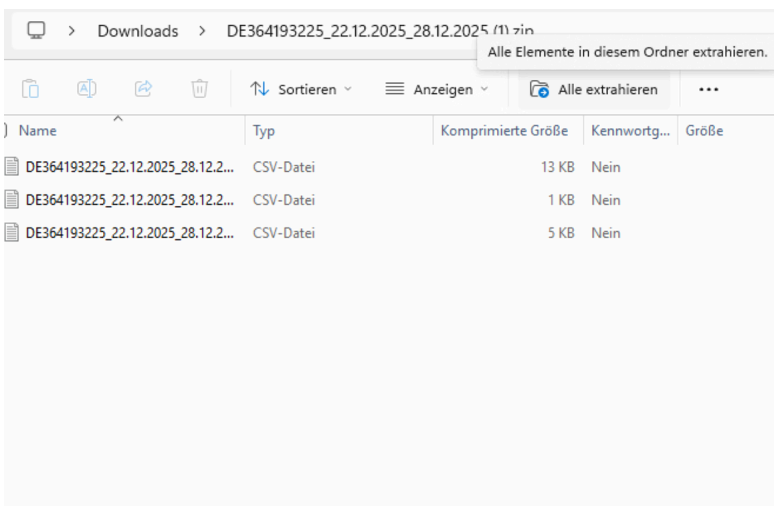 Downloads > DE364193225_22.12.2025_28.12.2025 (1).zip
Alle Elemente in diesem Ordner extrahieren.
Sortieren Anzeigen Alle extrahieren ...
Name Typ Komprimierte Größe Kennwortg... Größe
DE364193225_22.12.2025_28.12.2... CSV-Datei 13 KB Nein
DE364193225_22.12.2025_28.12.2... CSV-Datei 1 KB Nein
DE364193225_22.12.2025_28.12.2... CSV-Datei 5 KB Nein